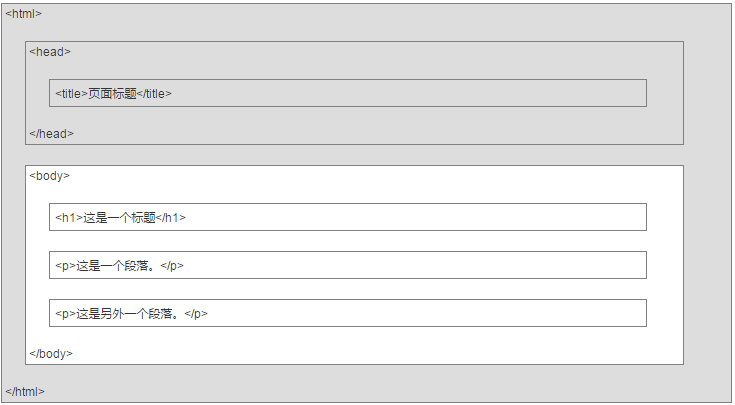 <html>
<head>
<title>页面标题</title>
</head>
<body>
<h1>这是一个标题</h1>
<p>这是一个段落。</p>
<p>这是另外一个段落。</p>
</body>
</html>